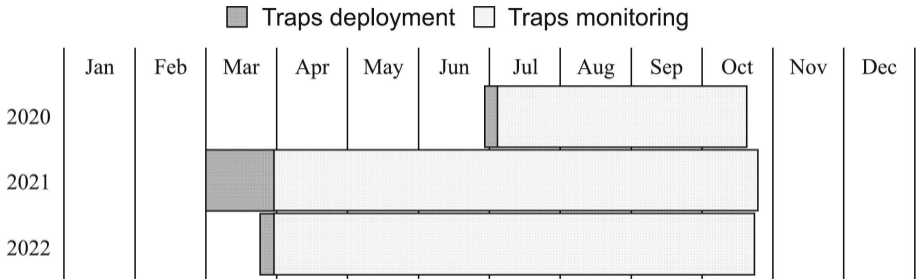 Traps deployment Traps monitoring
Jan Feb Mar Apr May Jun Jul Aug Sep Oct Nov Dec
2020
2021
2022